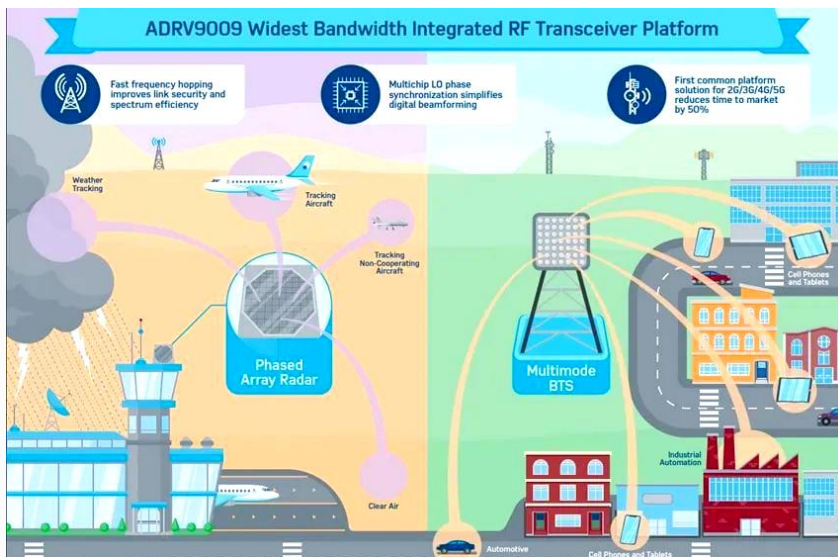 ADRV9009 Widest Bandwidth Integrated RF Transceiver Platform
Fast frequency hopping
improves link security and
spectrum efficiency
Multichip LO phase
synchronization simplifies
digital beamforming
First common platform
solution for 2G/3G/4G/5G
reduces time to market
by 50%
Weather
Tracking
Tracking
Aircraft
Tracking
Non-Cooperating
Aircraft
Cell Phones
and Tablets
Phased
Array Radar
Multimode
BTS
Industrial
Automation
Clear Air
Automotive
Cell Phones and Tablets